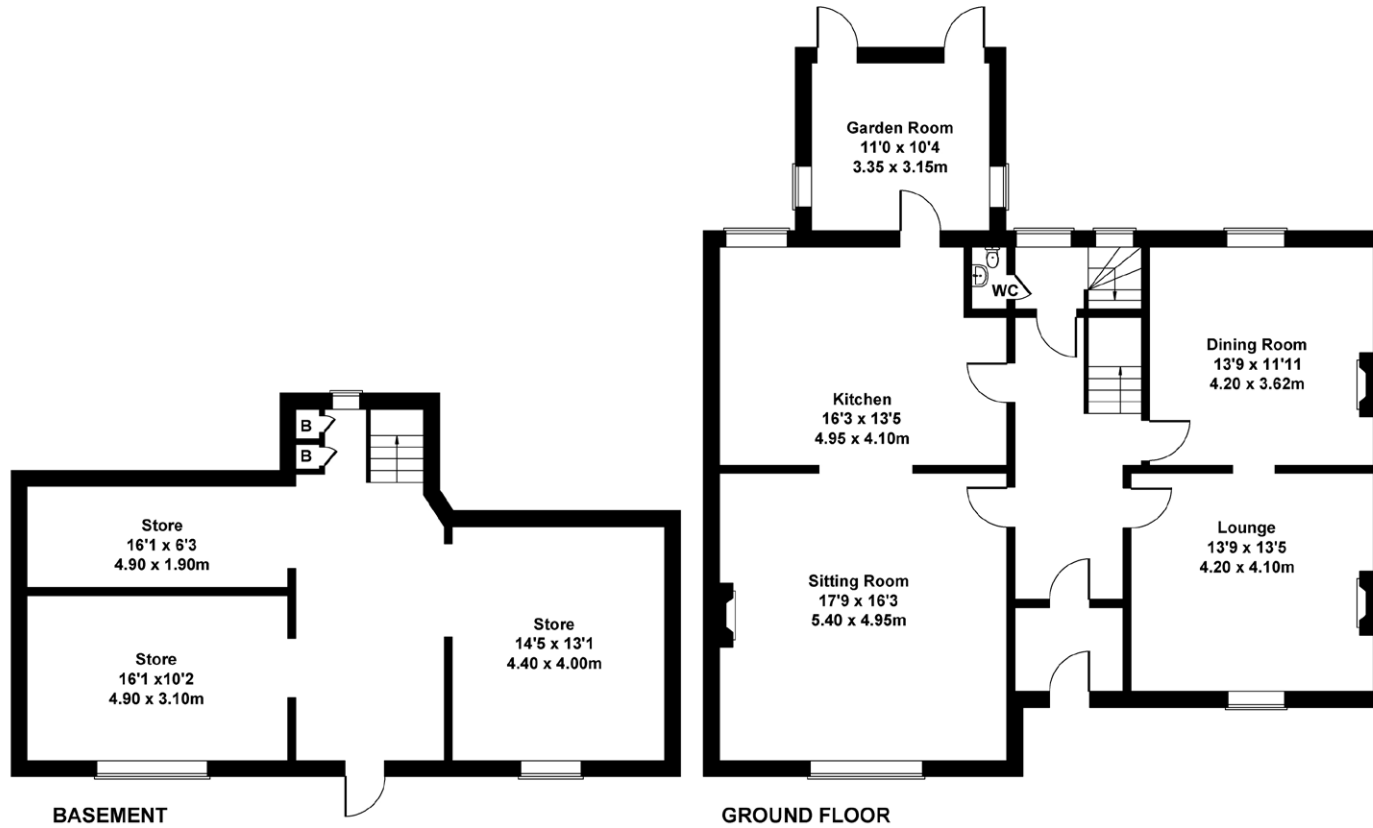 Garden Room
11'0 x 10'4
3.35 x 3.15m
WC
Dining Room
13'9 x 11'11
4.20 x 3.62m
Kitchen
16'3 x 13'5
4.95 x 4.10m
B
B
Store
16'1 x 6'3
4.90 x 1.90m
Lounge
13'9 x 13'5
4.20 x 4.10m
Sitting Room
17'9 x 16'3
5.40 x 4.95m
Store
14'5 x 13'1
4.40 x 4.00m
Store
16'1 x10'2
4.90 x 3.10m
BASEMENT
GROUND FLOOR